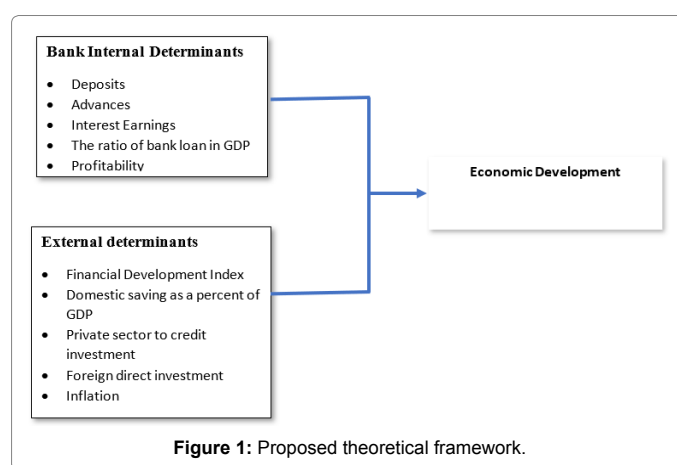 Bank Internal Determinants
• Deposits
• Advances
• Interest Earnings
• The ratio of bank loan in GDP
• Profitability
Economic Development
External determinants
• Financial Development Index
• Domestic saving as a percent of
GDP
• Private sector to credit
investment
• Foreign direct investment
• Inflation
Figure 1: Proposed theoretical framework.